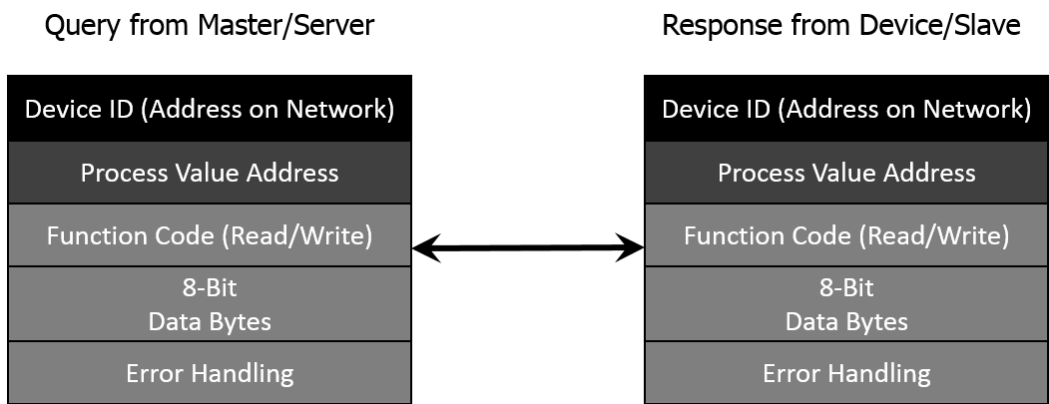 Query from Master/Server
Device ID (Address on Network)
Process Value Address
Function Code (Read/Write)
8-Bit
Data Bytes
Error Handling
Response from Device/Slave
Device ID (Address on Network)
Process Value Address
Function Code (Read/Write)
8-Bit
Data Bytes
Error Handling